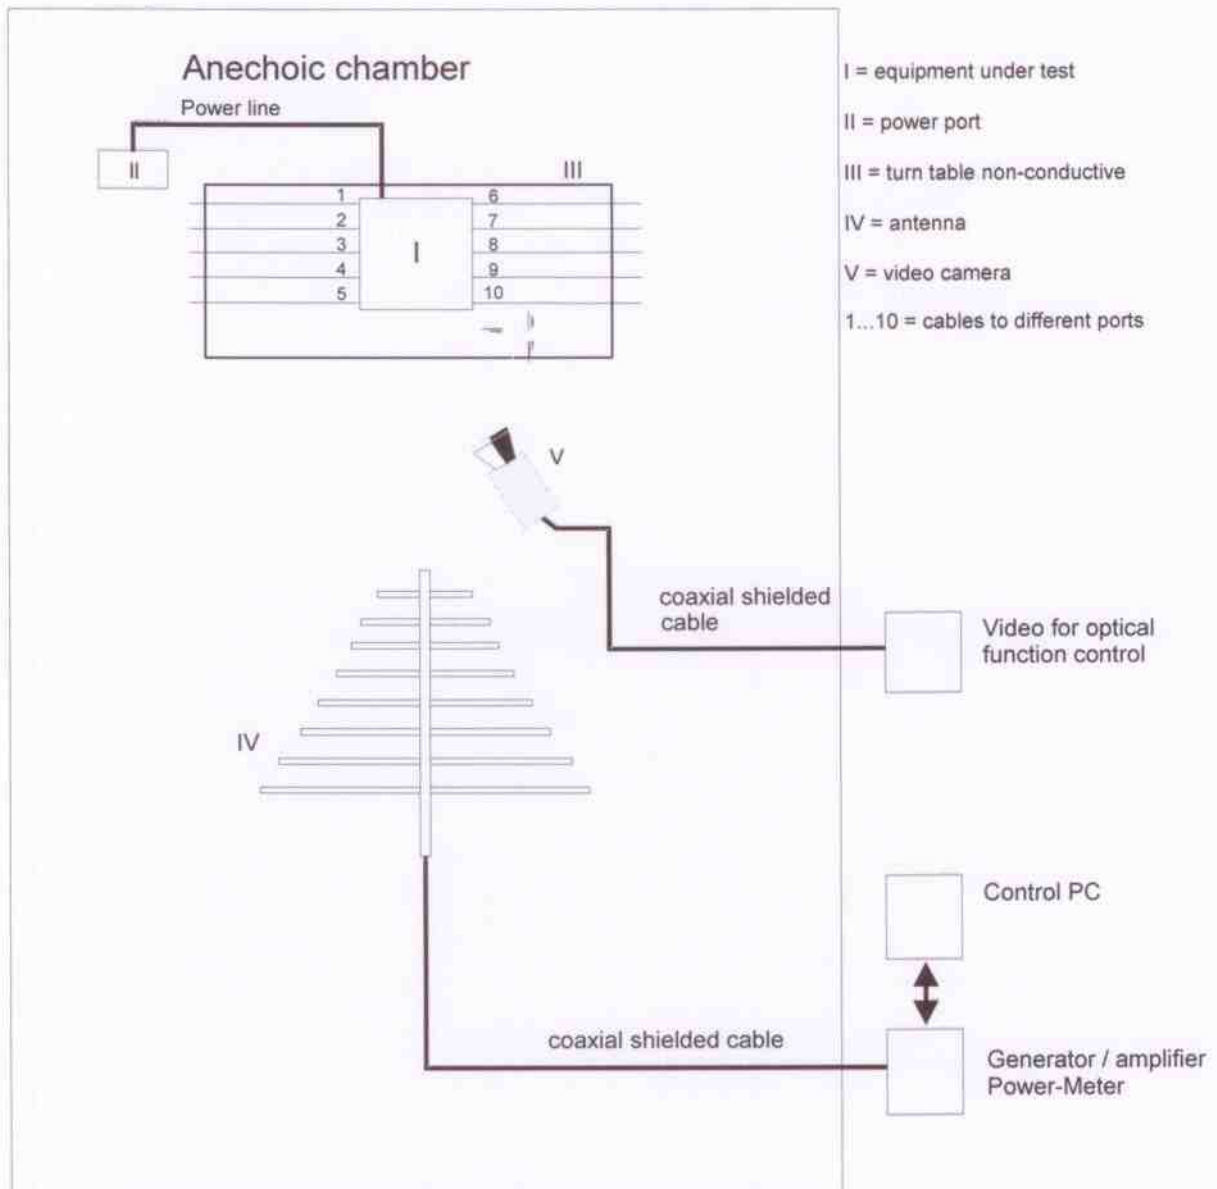 Anechoic chamber
Power line
II
III
1
2
3
4
5
I
6
7
8
9
10
I = equipment under test
II = power port
III = turn table non-conductive
IV = antenna
V = video camera
1...10 = cables to different ports
V
coaxial shielded
cable
Video for optical
function control
IV
Control PC
coaxial shielded cable
Generator / amplifier
Power-Meter